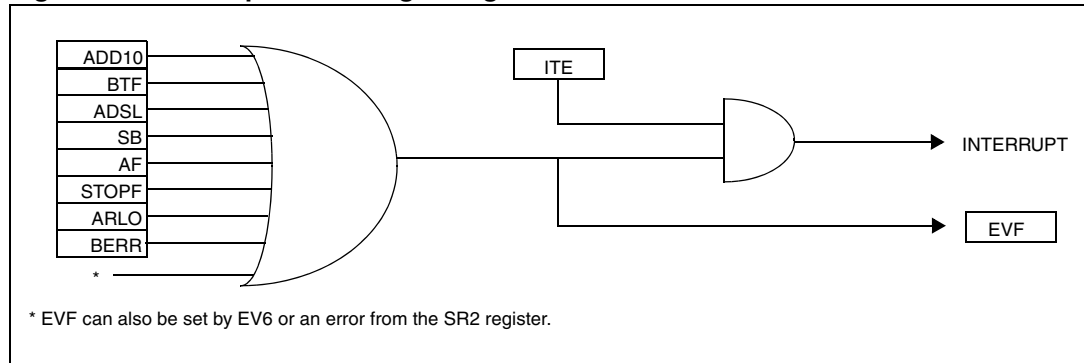 ADD10
BTF
ADSL
SB
AF
STOPF
ARLO
BERR
*
ITE
INTERRUPT
EVF
* EVF can also be set by EV6 or an error from the SR2 register.